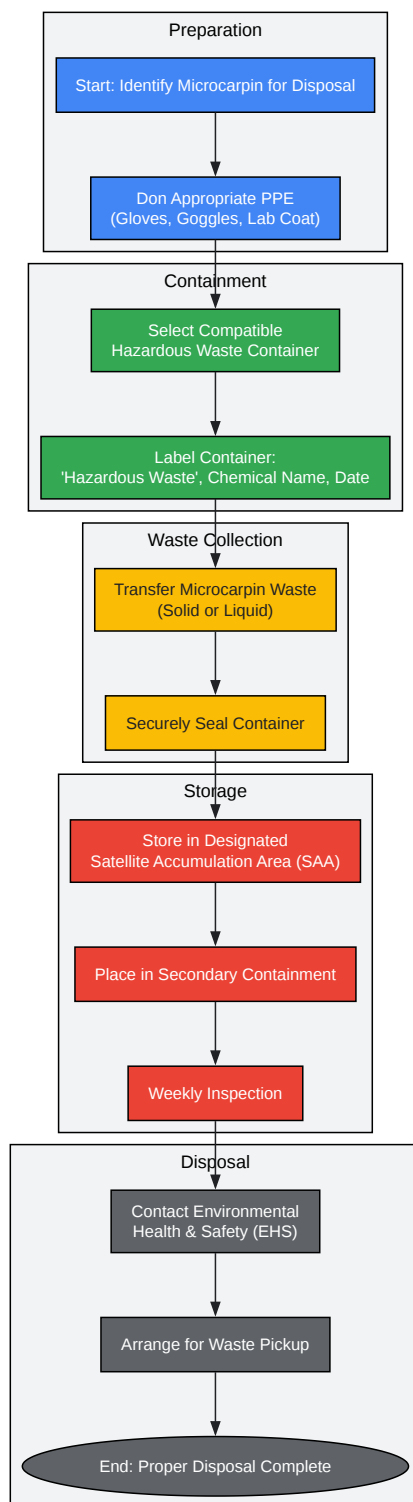 Preparation
Start: Identify Microcarpin for Disposal
Don Appropriate PPE
(Gloves, Goggles, Lab Coat)
Containment
Select Compatible
Hazardous Waste Container
Label Container:
'Hazardous Waste', Chemical Name, Date
Waste Collection
Transfer Microcarpin Waste
(Solid or Liquid)
Securely Seal Container
Storage
Store in Designated
Satellite Accumulation Area (SAA)
Place in Secondary Containment
Weekly Inspection
Disposal
Contact Environmental
Health & Safety (EHS)
Arrange for Waste Pickup
End: Proper Disposal Complete